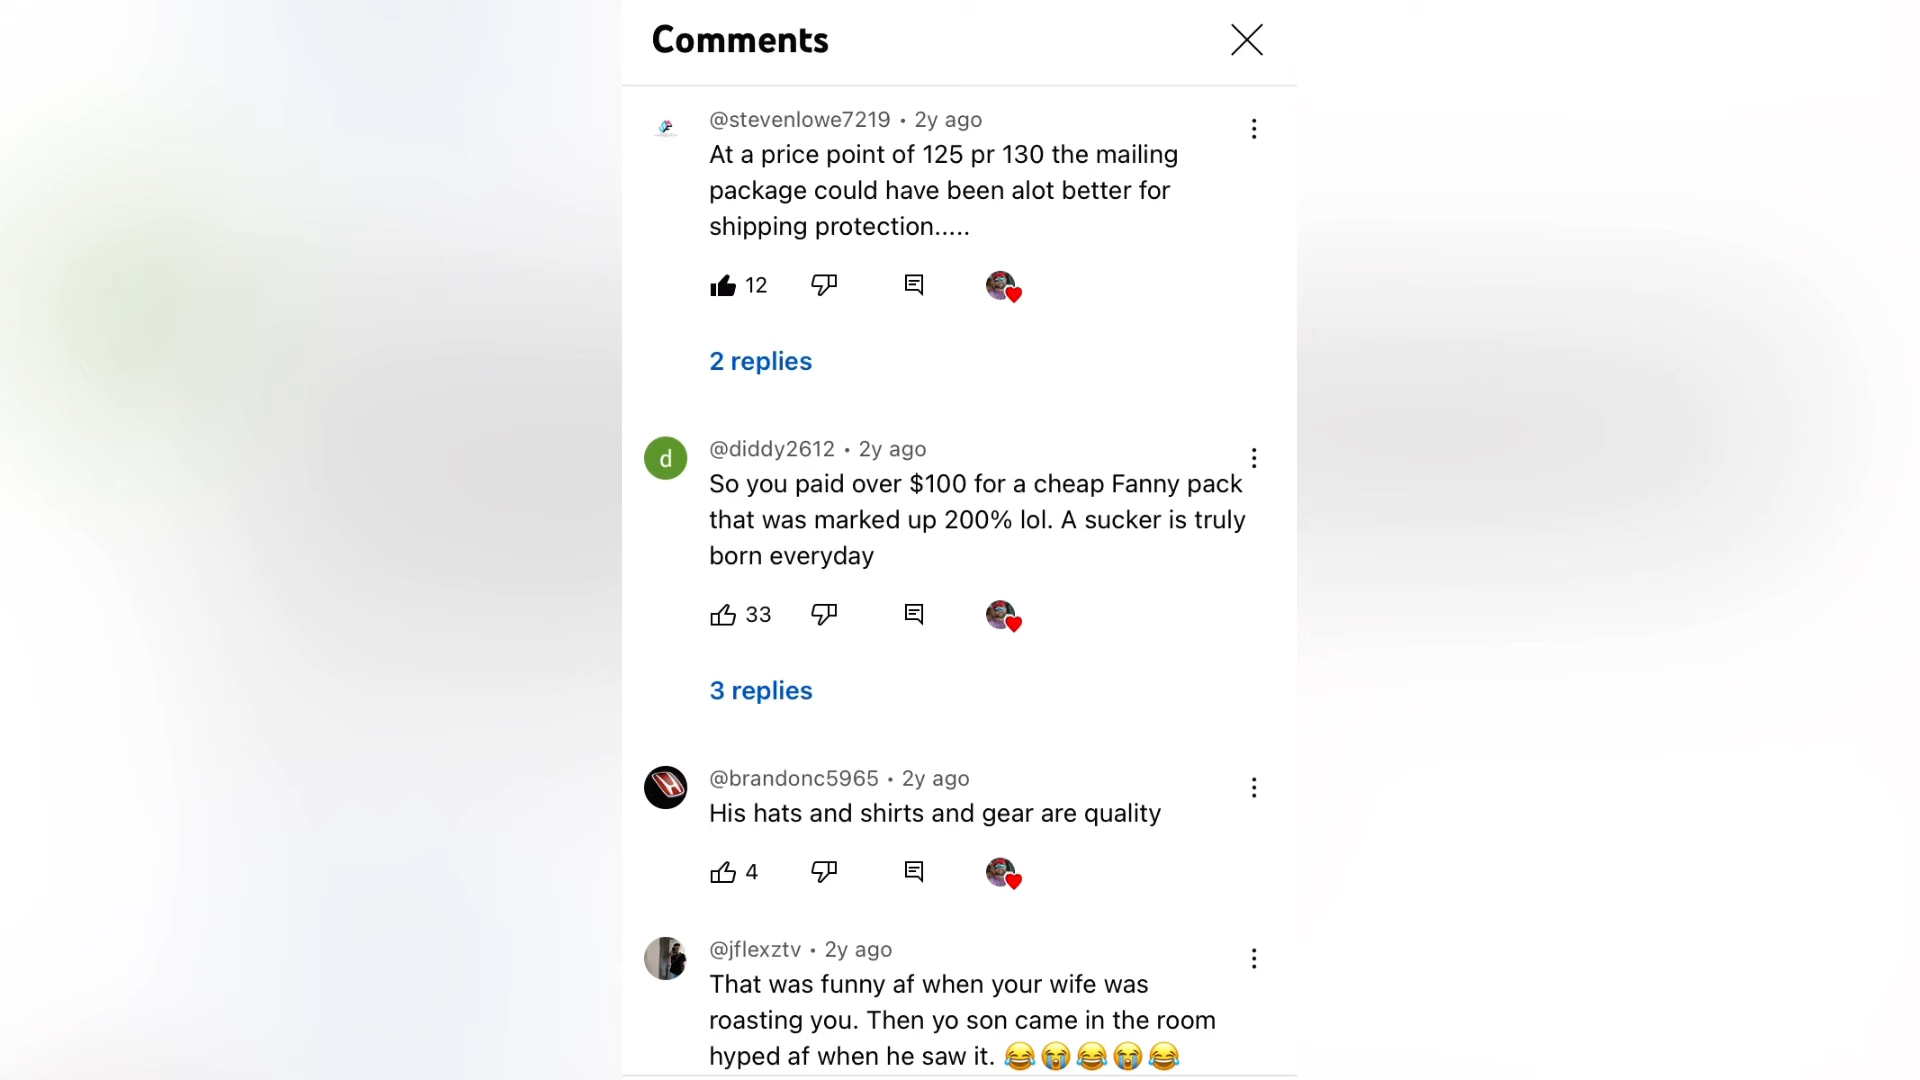 Comments
@stevenlowe7219 • 2y ago
At a price point of 125 pr 130 the mailing
package could have been alot better for
shipping protection.....
12
2 replies
d
@diddy2612 • 2y ago
So you paid over $100 for a cheap Fanny pack
that was marked up 200% lol. A sucker is truly
born everyday
33
3 replies
@brandonc5965 • 2y ago
His hats and shirts and gear are quality
4
@jflexztv • 2y ago
That was funny af when your wife was
roasting you. Then yo son came in the room
hyped af when he saw it. 😂😭😂😭😂